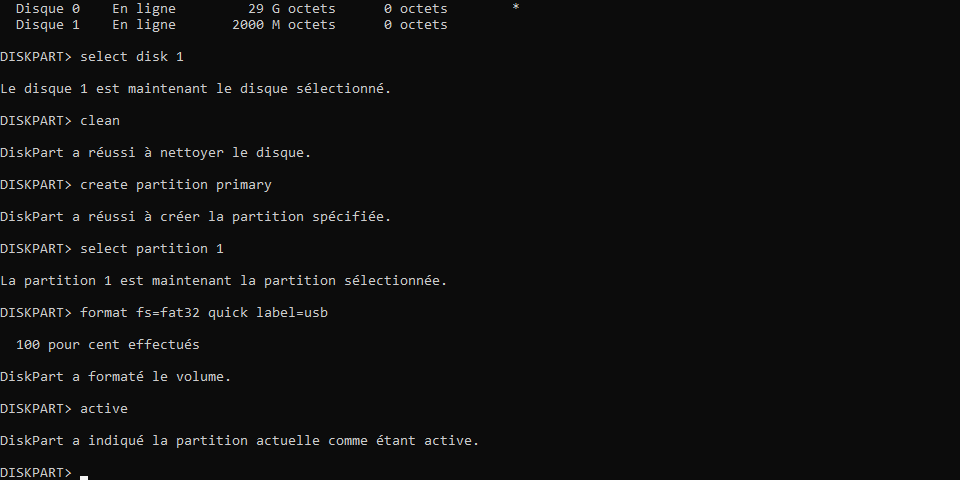 Disque 0    En ligne         29 G octets      0 octets        *
Disque 1    En ligne       2000 M octets      0 octets
DISKPART> select disk 1
Le disque 1 est maintenant le disque sélectionné.
DISKPART> clean
DiskPart a réussi à nettoyer le disque.
DISKPART> create partition primary
DiskPart a réussi à créer la partition spécifiée.
DISKPART> select partition 1
La partition 1 est maintenant la partition sélectionnée.
DISKPART> format fs=fat32 quick label=usb
100 pour cent effectués
DiskPart a formaté le volume.
DISKPART> active
DiskPart a indiqué la partition actuelle comme étant active.
DISKPART>